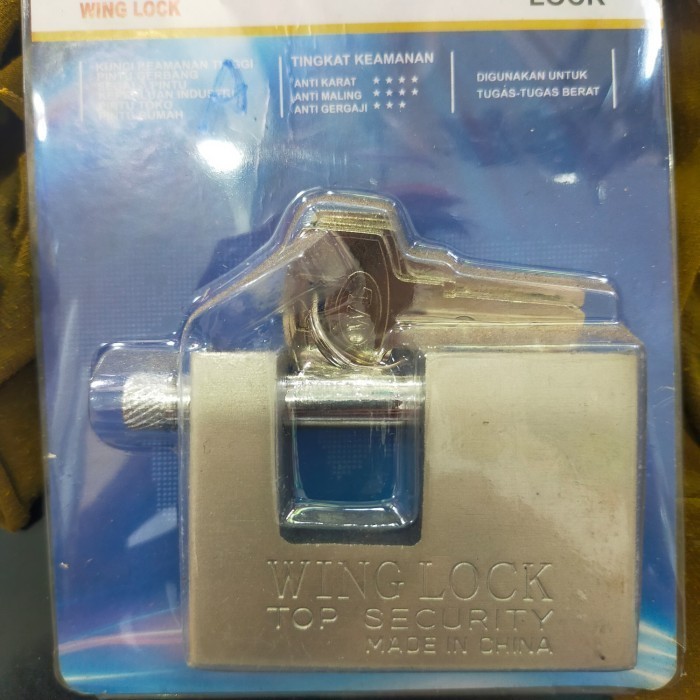 WING LOCK
LOCK
KUNCI KEAMANAN TINGGI
PINTU GERBANG
PINTU
INDUSTRI
PINTU TOKO
PINTU RUMAH
TINGKAT KEAMANAN
ANTI KARAT ★★★★
ANTI MALING ★★★★
ANTI GERGAJI ★★★
DIGUNAKAN UNTUK
TUGAS-TUGAS BERAT
WING LOCK
TOP SECURITY
MADE IN CHINA